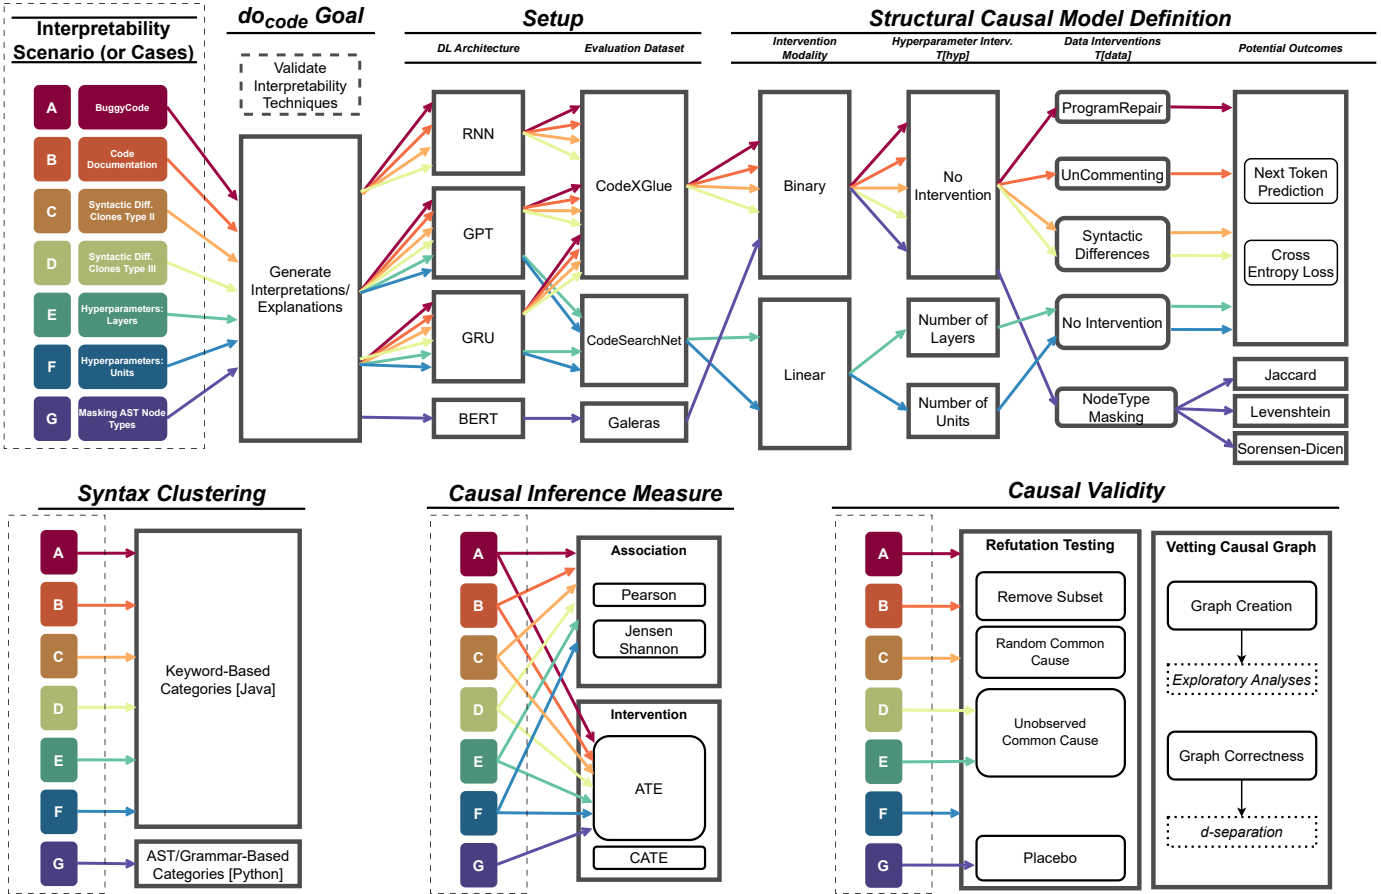 Interpretability
Scenario (or Cases)
do_code Goal
Setup
Structural Causal Model Definition
DL Architecture
Evaluation Dataset
Intervention
Modality
Hyperparameter Interv.
T[hyp]
Data Interventions
T[data]
Potential Outcomes
Validate
Interpretability
Techniques
A
BuggyCode
B
Code
Documentation
C
Syntactic Diff.
Clones Type II
D
Syntactic Diff.
Clones Type III
E
Hyperparameters:
Layers
F
Hyperparameters:
Units
G
Masking AST Node
Types
Generate
Interpretations/
Explanations
RNN
GPT
GRU
BERT
CodeXGlue
CodeSearchNet
Galeras
Binary
Linear
No
Intervention
Number of
Layers
Number of
Units
ProgramRepair
UnCommenting
Syntactic
Differences
No Intervention
NodeType
Masking
Next Token
Prediction
Cross
Entropy Loss
Jaccard
Levenshtein
Sorensen-Dicen
Syntax Clustering
A
B
C
D
E
F
G
Keyword-Based
Categories [Java]
AST/Grammar-Based
Categories [Python]
Causal Inference Measure
A
B
C
D
E
F
G
Association
Pearson
Jensen
Shannon
Intervention
ATE
CATE
Causal Validity
A
B
C
D
E
F
G
Refutation Testing
Remove Subset
Random Common
Cause
Unobserved
Common Cause
Placebo
Vetting Causal Graph
Graph Creation
Exploratory Analyses
Graph Correctness
d-separation